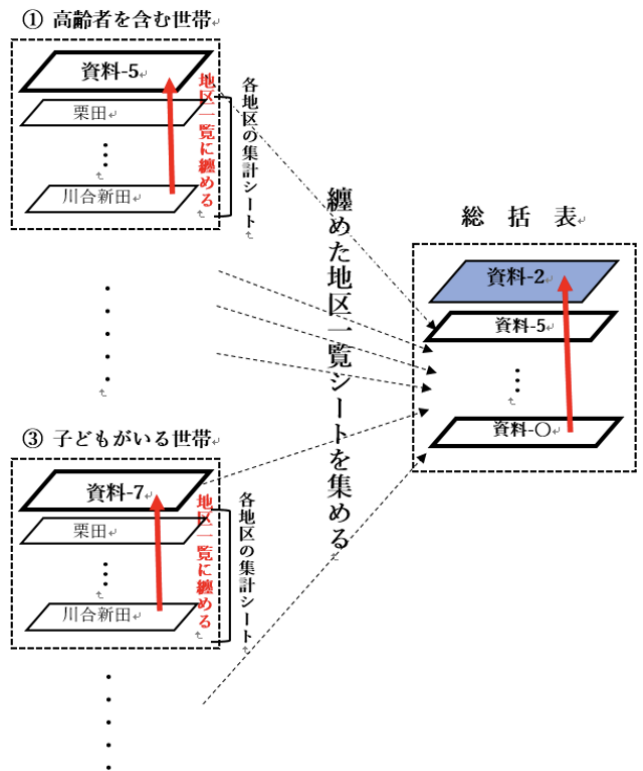 ① 高齢者を含む世帯
資料-5
栗田
川合新田
地区一覧に纏める
各地区の集計シート
纏めた地区一覧シートを集める
総 括 表
資料-2
資料-5
資料-〇
③ 子どもがいる世帯
資料-7
栗田
川合新田
地区一覧に纏める
各地区の集計シート